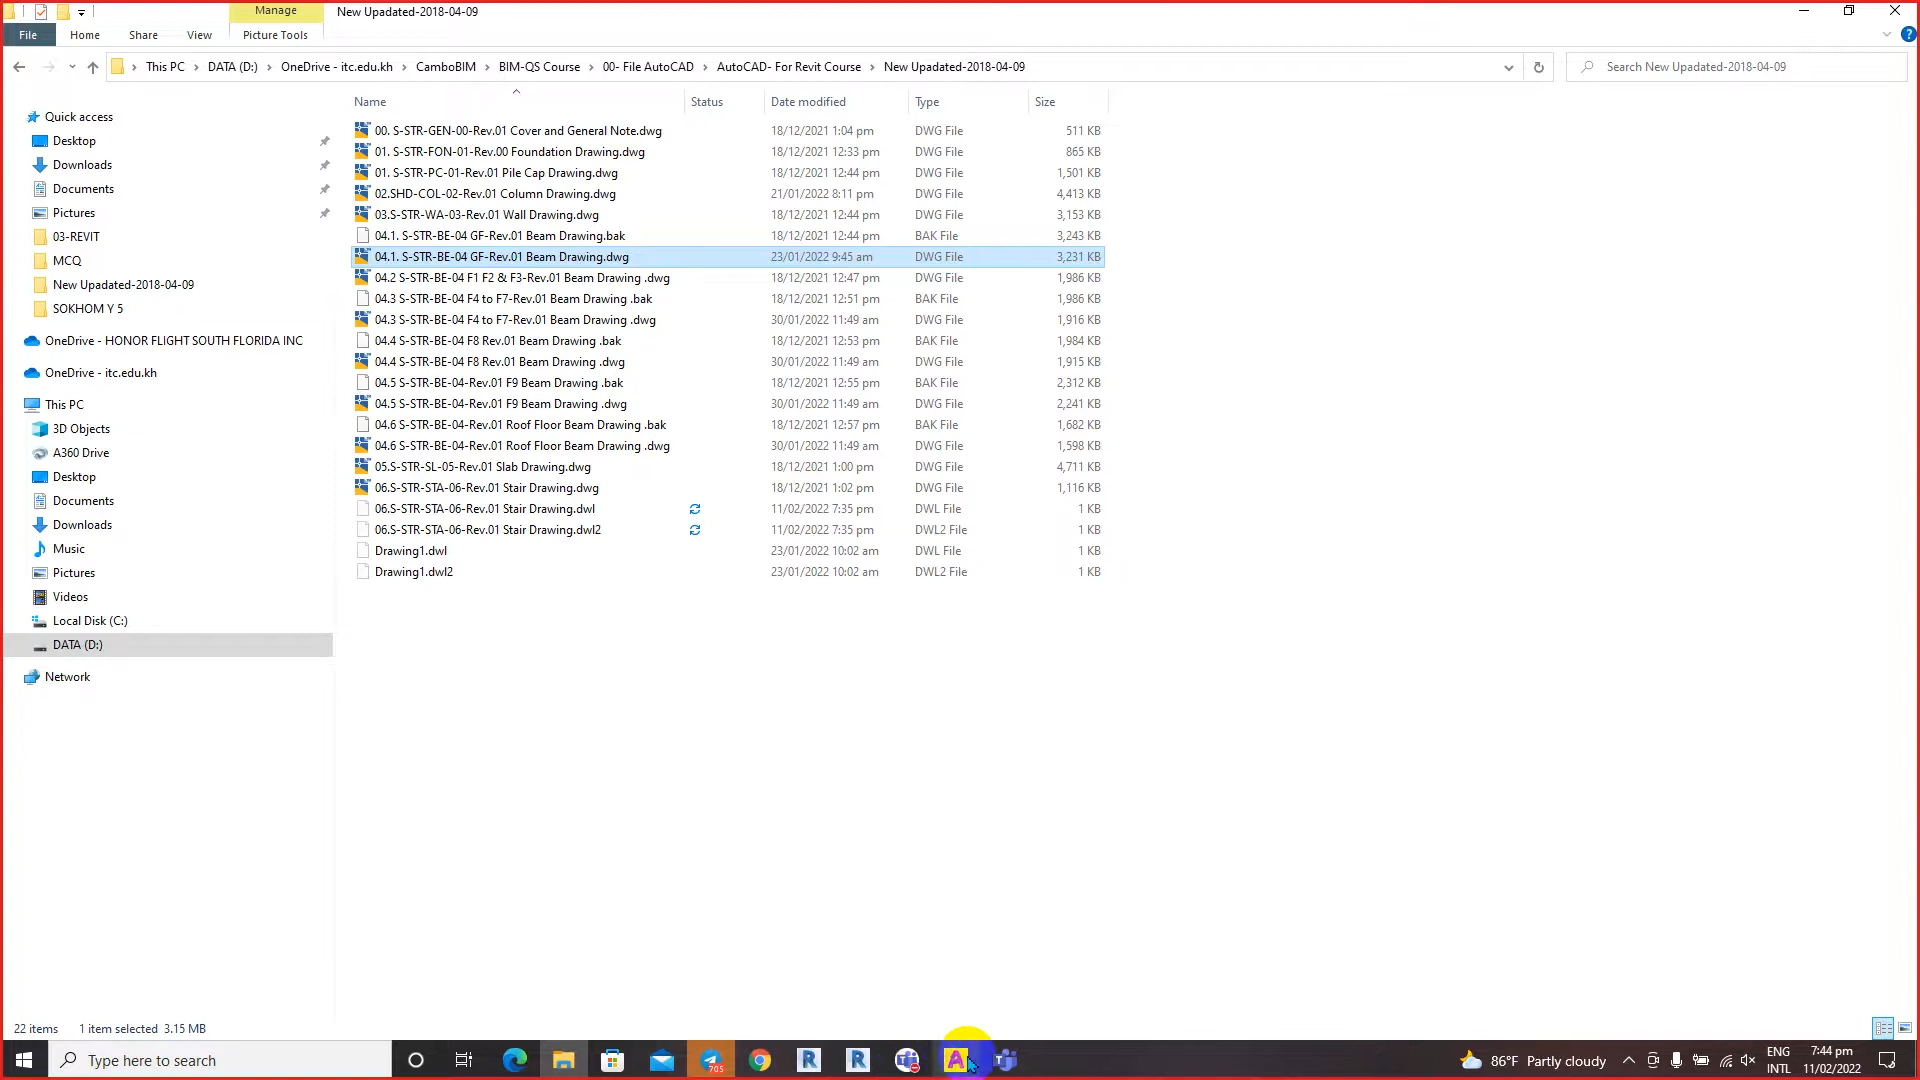 Manage
New Upadated-2018-04-09
File
Home
Share
View
Picture Tools
This PC
DATA (D:)
OneDrive - itc.edu.kh
CamboBIM
BIM-QS Course
00- File AutoCAD
AutoCAD- For Revit Course
New Upadated-2018-04-09
Search New Upadated-2018-04-09
Name Status Date modified Type Size
Quick access
Desktop
Downloads
Documents
Pictures
03-REVIT
MCQ
New Upadated-2018-04-09
SOKHOM Y 5
OneDrive - HONOR FLIGHT SOUTH FLORIDA INC
OneDrive - itc.edu.kh
This PC
3D Objects
A360 Drive
Desktop
Documents
Downloads
Music
Pictures
Videos
Local Disk (C:)
DATA (D:)
Network
00. S-STR-GEN-00-Rev.01 Cover and General Note.dwg 18/12/2021 1:04 pm DWG File 511 KB
01. S-STR-FON-01-Rev.00 Foundation Drawing.dwg 18/12/2021 12:33 pm DWG File 865 KB
01. S-STR-PC-01-Rev.01 Pile Cap Drawing.dwg 18/12/2021 12:44 pm DWG File 1,501 KB
02.SHD-COL-02-Rev.01 Column Drawing.dwg 21/01/2022 8:11 pm DWG File 4,413 KB
03.S-STR-WA-03-Rev.01 Wall Drawing.dwg 18/12/2021 12:44 pm DWG File 3,153 KB
04.1. S-STR-BE-04 GF-Rev.01 Beam Drawing.bak 18/12/2021 12:44 pm BAK File 3,243 KB
04.1. S-STR-BE-04 GF-Rev.01 Beam Drawing.dwg 23/01/2022 9:45 am DWG File 3,231 KB
04.2 S-STR-BE-04 F1 F2 & F3-Rev.01 Beam Drawing .dwg 18/12/2021 12:47 pm DWG File 1,986 KB
04.3 S-STR-BE-04 F4 to F7-Rev.01 Beam Drawing .bak 18/12/2021 12:51 pm BAK File 1,986 KB
04.3 S-STR-BE-04 F4 to F7-Rev.01 Beam Drawing .dwg 30/01/2022 11:49 am DWG File 1,916 KB
04.4 S-STR-BE-04 F8 Rev.01 Beam Drawing .bak 18/12/2021 12:53 pm BAK File 1,984 KB
04.4 S-STR-BE-04 F8 Rev.01 Beam Drawing .dwg 30/01/2022 11:49 am DWG File 1,915 KB
04.5 S-STR-BE-04-Rev.01 F9 Beam Drawing .bak 18/12/2021 12:55 pm BAK File 2,312 KB
04.5 S-STR-BE-04-Rev.01 F9 Beam Drawing .dwg 30/01/2022 11:49 am DWG File 2,241 KB
04.6 S-STR-BE-04-Rev.01 Roof Floor Beam Drawing .bak 18/12/2021 12:57 pm BAK File 1,682 KB
04.6 S-STR-BE-04-Rev.01 Roof Floor Beam Drawing .dwg 30/01/2022 11:49 am DWG File 1,598 KB
05.S-STR-SL-05-Rev.01 Slab Drawing.dwg 18/12/2021 1:00 pm DWG File 4,711 KB
06.S-STR-STA-06-Rev.01 Stair Drawing.dwg 18/12/2021 1:02 pm DWG File 1,116 KB
06.S-STR-STA-06-Rev.01 Stair Drawing.dwl 11/02/2022 7:35 pm DWL File 1 KB
06.S-STR-STA-06-Rev.01 Stair Drawing.dwl2 11/02/2022 7:35 pm DWL2 File 1 KB
Drawing1.dwl 23/01/2022 10:02 am DWL File 1 KB
Drawing1.dwl2 23/01/2022 10:02 am DWL2 File 1 KB
22 items 1 item selected 3.15 MB
Type here to search
705
86°F Partly cloudy
ENG
INTL
7:44 pm
11/02/2022